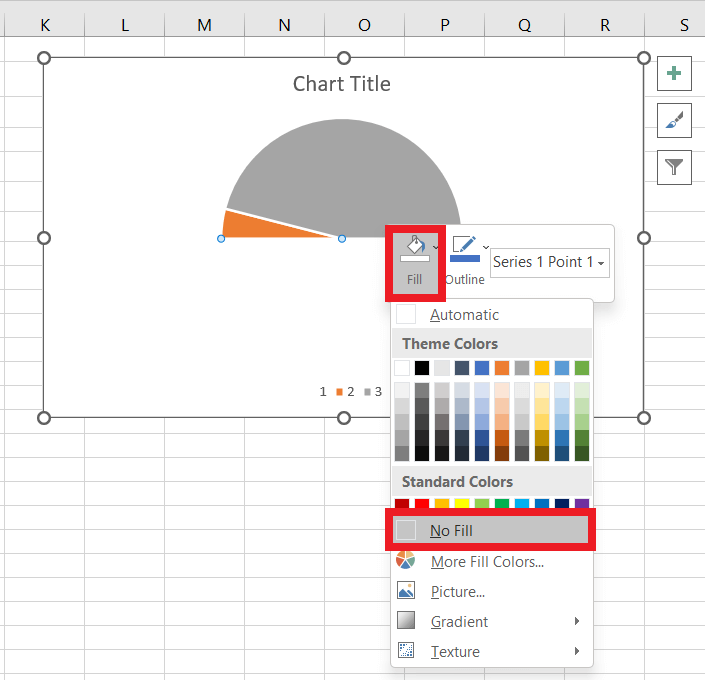 K L M N O P Q R S
Chart Title
Fill
Outline
Series 1 Point 1
Automatic
Theme Colors
1 2 3
Standard Colors
No Fill
More Fill Colors...
Picture...
Gradient
Texture